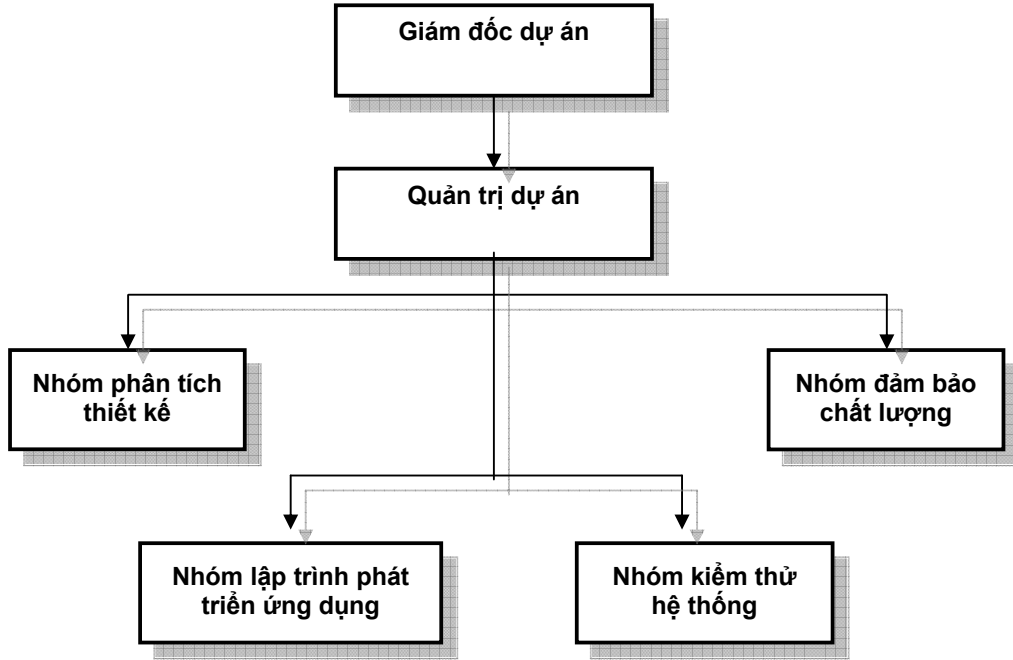 Giám đốc dự án
Quản trị dự án
Nhóm phân tích
thiết kế
Nhóm đảm bảo
chất lượng
Nhóm lập trình phát
triển ứng dụng
Nhóm kiểm thử
hệ thống